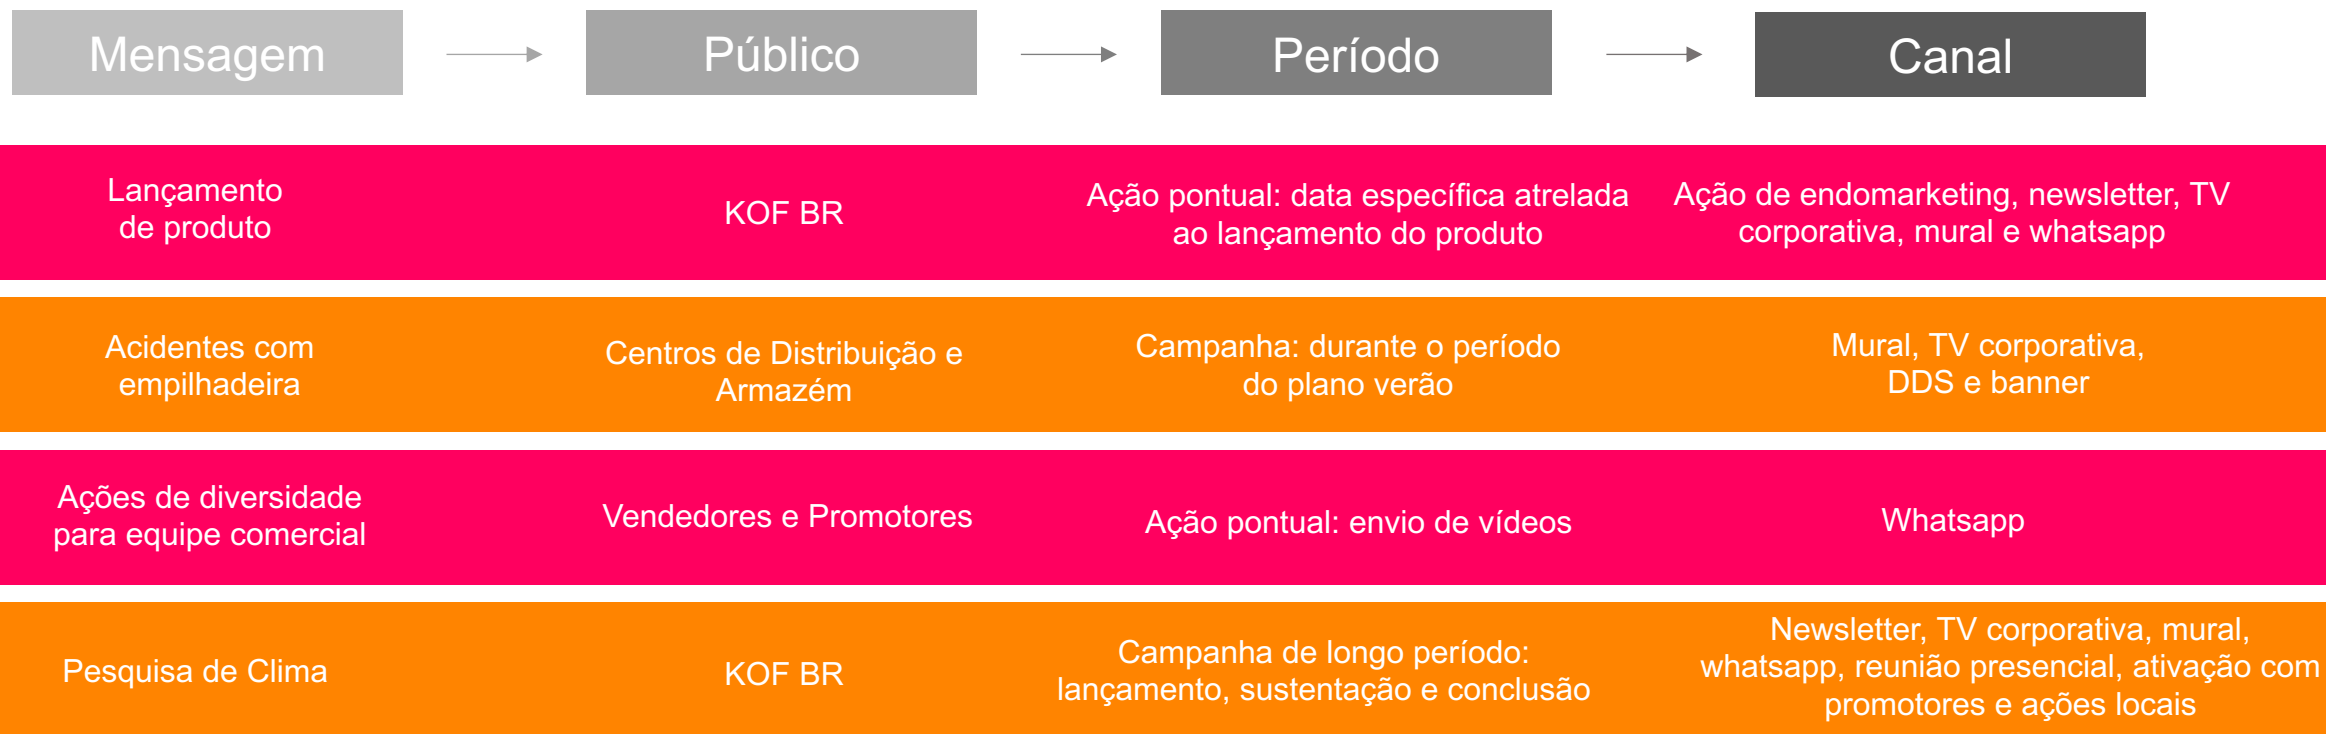 Mensagem
Público
Período
Canal
Lançamento
de produto
KOF BR
Ação pontual: data específica atrelada
ao lançamento do produto
Ação de endomarketing, newsletter, TV
corporativa, mural e whatsapp
Acidentes com
empilhadeira
Centros de Distribuição e
Armazém
Campanha: durante o período
do plano verão
Mural, TV corporativa,
DDS e banner
Ações de diversidade
para equipe comercial
Vendedores e Promotores
Ação pontual: envio de vídeos
Whatsapp
Pesquisa de Clima
KOF BR
Campanha de longo período:
lançamento, sustentação e conclusão
Newsletter, TV corporativa, mural,
whatsapp, reunião presencial, ativação com
promotores e ações locais